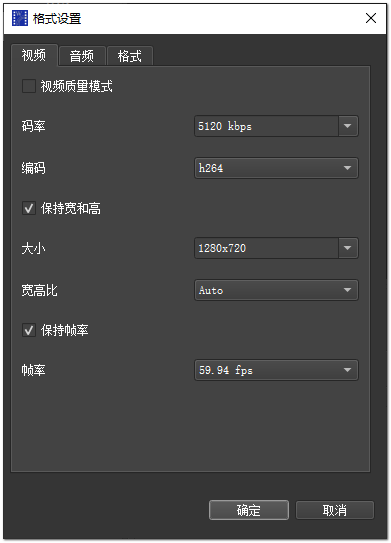 格式设置
视频 音频 格式
视频质量模式
码率 5120 kbps
编码 h264
保持宽和高
大小 1280x720
宽高比 Auto
保持帧率
帧率 59.94 fps
确定 取消